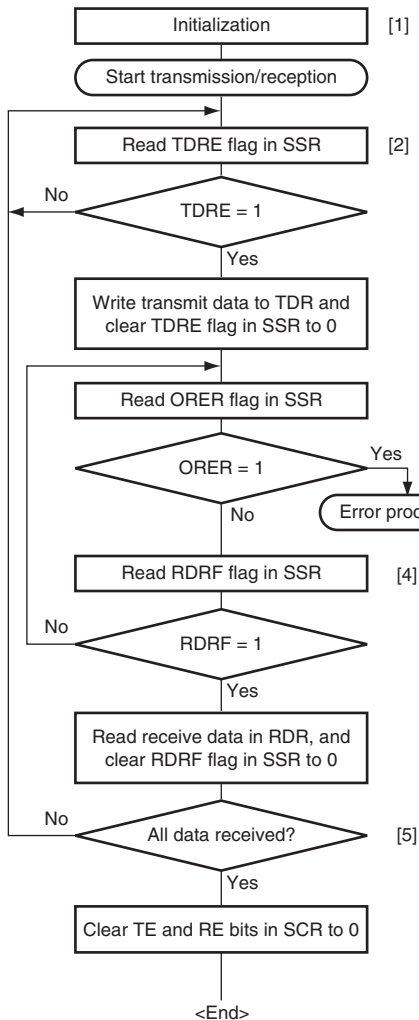 Initialization [1]
Start transmission/reception
Read TDRE flag in SSR [2]
No
TDRE = 1
Yes
Write transmit data to TDR and
clear TDRE flag in SSR to 0
Read ORER flag in SSR
Yes
ORER = 1
Error
No
Read RDRF flag in SSR [4]
No
RDRF = 1
Yes
Read receive data in RDR, and
clear RDRF flag in SSR to 0
No
All data received? [5]
Yes
Clear TE and RE bits in SCR to 0
<End>